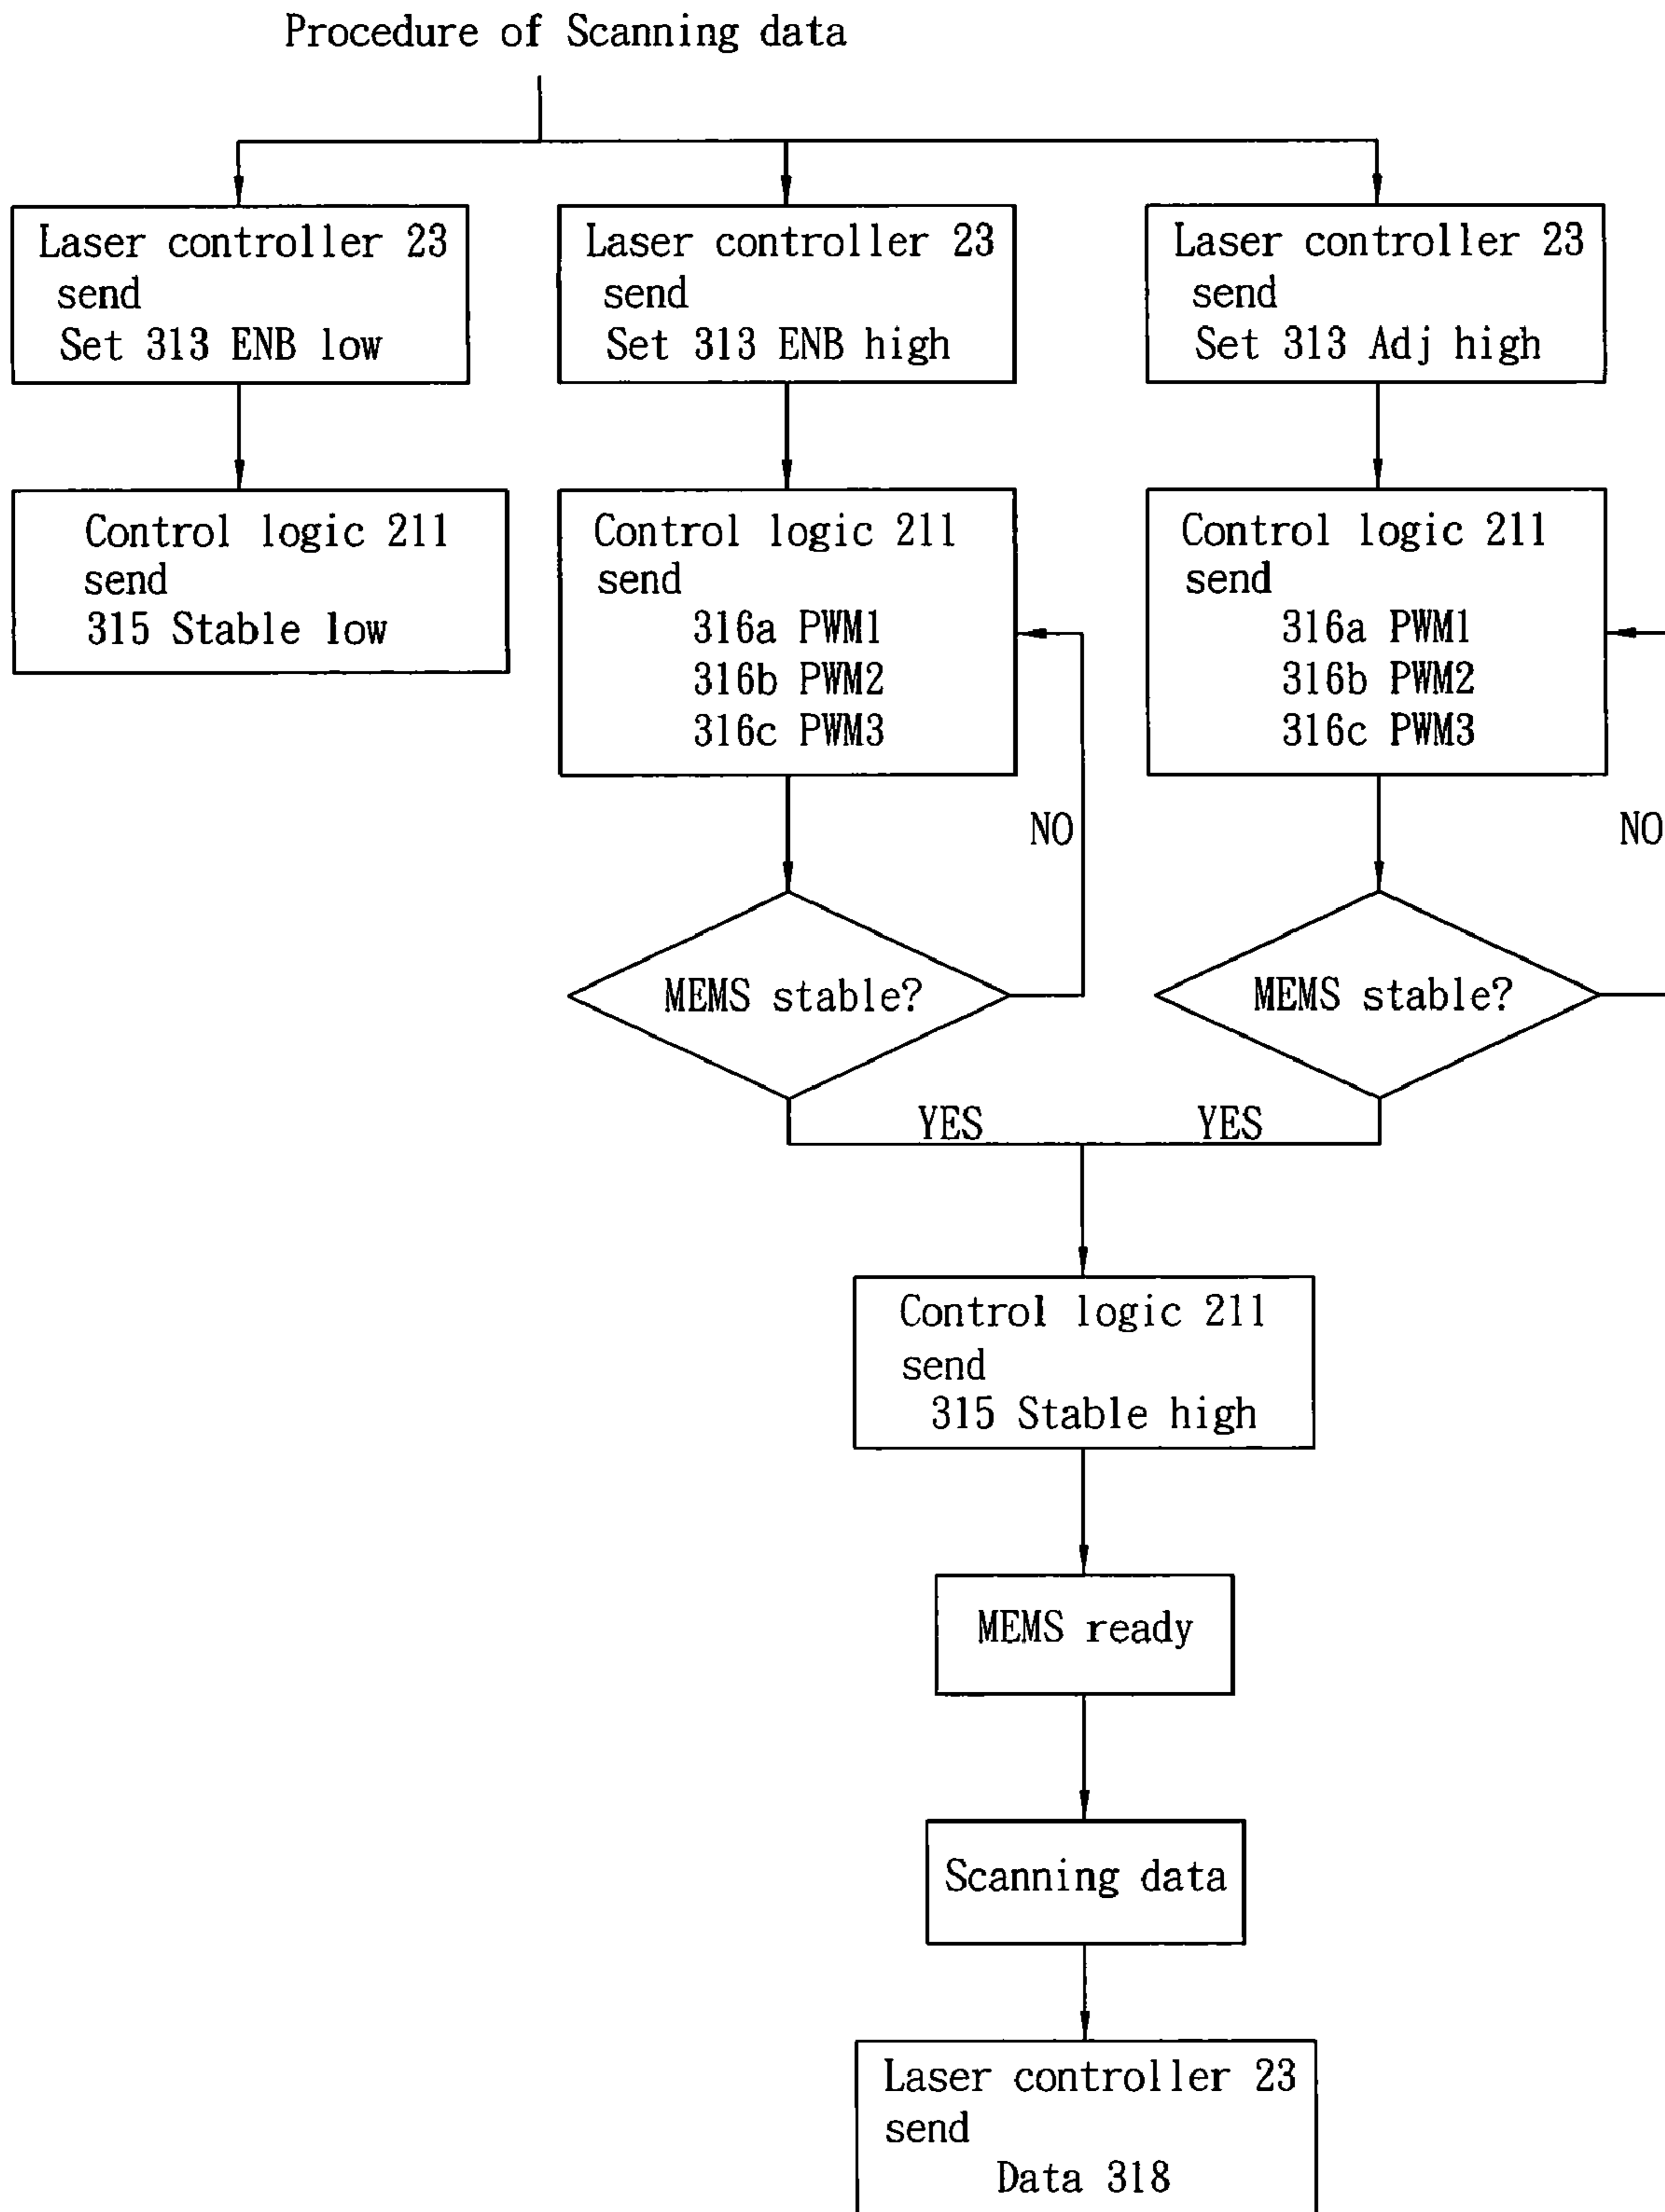 Procedure of Scanning data
Laser controller 23
send
Set 313 ENB low
Laser controller 23
send
Set 313 ENB high
Laser controller 23
send
Set 313 Adj high
Control logic 211
send
315 Stable low
Control logic 211
send
316a PWM1
316b PWM2
316c PWM3
Control logic 211
send
316a PWM1
316b PWM2
316c PWM3
NO
NO
MEMS stable?
MEMS stable?
YES
YES
Control logic 211
send
315 Stable high
MEMS ready
Scanning data
Laser controller 23
send
Data 318